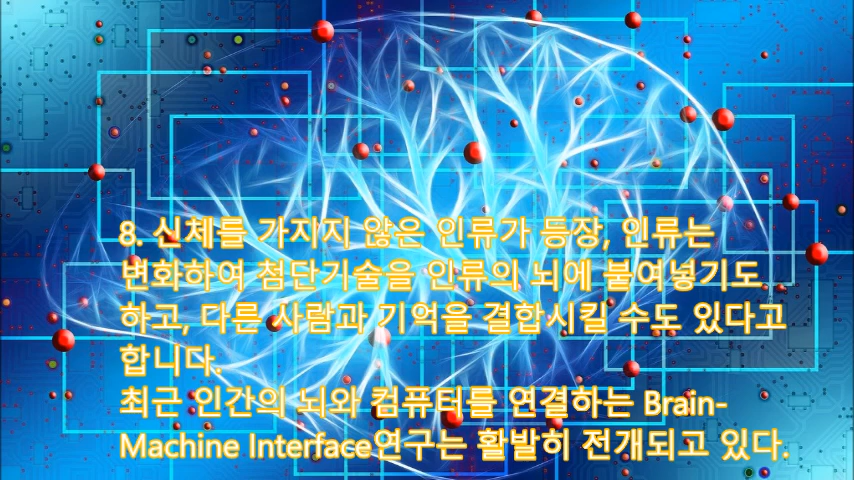 8. 신체를 가지지 않은 인류가 등장, 인류는
변화하여 첨단기술을 인류의 뇌에 붙여넣기도
하고, 다른 사람과 기억을 결합시킬 수도 있다고
합니다.
최근 인간의 뇌와 컴퓨터를 연결하는 Brain-
Machine Interface연구는 활발히 전개되고 있다.